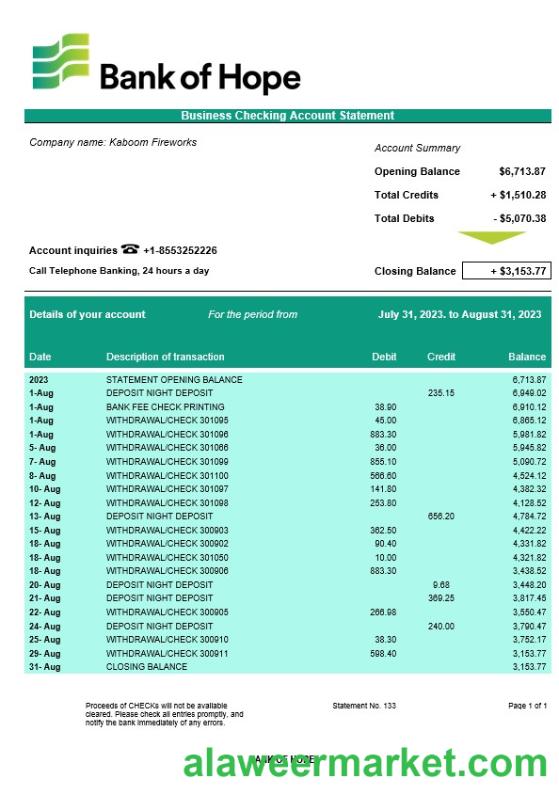 Bank of Hope
Business Checking Account Statement
Company name: Kaboom Fireworks
Account Summary
Opening Balance $6,713.87
Total Credits + $1,510.28
Total Debits - $5,070.38
Account inquiries ☎ +1-8553252226
Call Telephone Banking, 24 hours a day
Closing Balance + $3,153.77
Details of your account For the period from July 31, 2023. to August 31, 2023
Date Description of transaction Debit Credit Balance
2023 STATEMENT OPENING BALANCE 6,713.87
1-Aug DEPOSIT NIGHT DEPOSIT 235.15 6,949.02
1-Aug BANK FEE CHECK PRINTING 38.90 6,910.12
1-Aug WITHDRAWAL/CHECK 301095 45.00 6,865.12
1-Aug WITHDRAWAL/CHECK 301096 883.30 5,981.82
5- Aug WITHDRAWAL/CHECK 301066 36.00 5,945.82
7- Aug WITHDRAWAL/CHECK 301099 855.10 5,090.72
8- Aug WITHDRAWAL/CHECK 301100 566.60 4,524.12
10- Aug WITHDRAWAL/CHECK 301097 141.80 4,382.32
12- Aug WITHDRAWAL/CHECK 301098 253.80 4,128.52
13- Aug DEPOSIT NIGHT DEPOSIT 656.20 4,784.72
15- Aug WITHDRAWAL/CHECK 300903 362.50 4,422.22
18- Aug WITHDRAWAL/CHECK 300902 90.40 4,331.82
18- Aug WITHDRAWAL/CHECK 301050 10.00 4,321.82
18- Aug WITHDRAWAL/CHECK 300906 883.30 3,438.52
20- Aug DEPOSIT NIGHT DEPOSIT 9.68 3,448.20
21- Aug DEPOSIT NIGHT DEPOSIT 369.25 3,817.45
22- Aug WITHDRAWAL/CHECK 300905 266.98 3,550.47
24- Aug DEPOSIT NIGHT DEPOSIT 240.00 3,790.47
25- Aug WITHDRAWAL/CHECK 300910 38.30 3,752.17
29- Aug WITHDRAWAL/CHECK 300911 598.40 3,153.77
31- Aug CLOSING BALANCE 3,153.77
Proceeds of CHECKs will not be available Statement No. 133 Page 1 of 1
cleared. Please check all entries promptly, and
notify the bank immediately of any errors.
BANK OF HOPE
alaweermarket.com